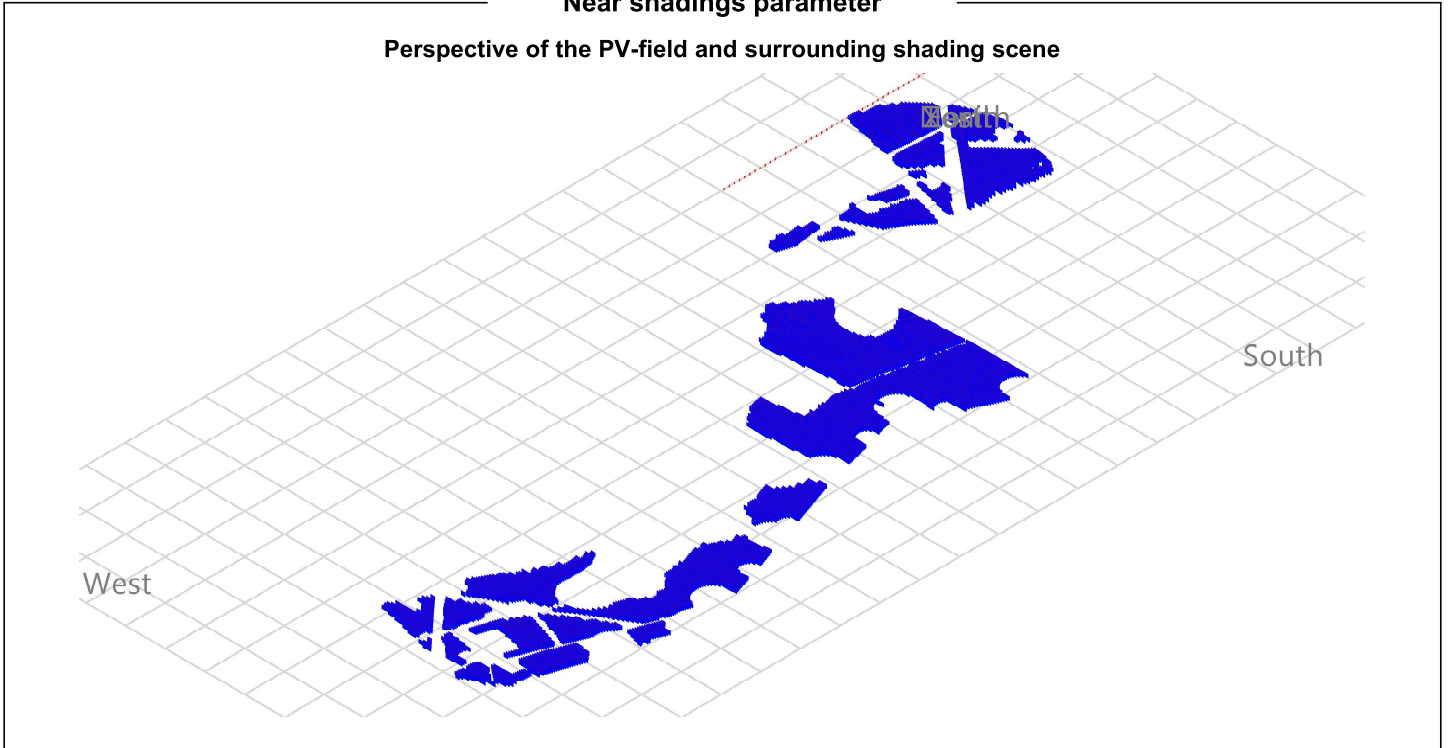 Near shadings parameter
Perspective of the PV-field and surrounding shading scene
South
West